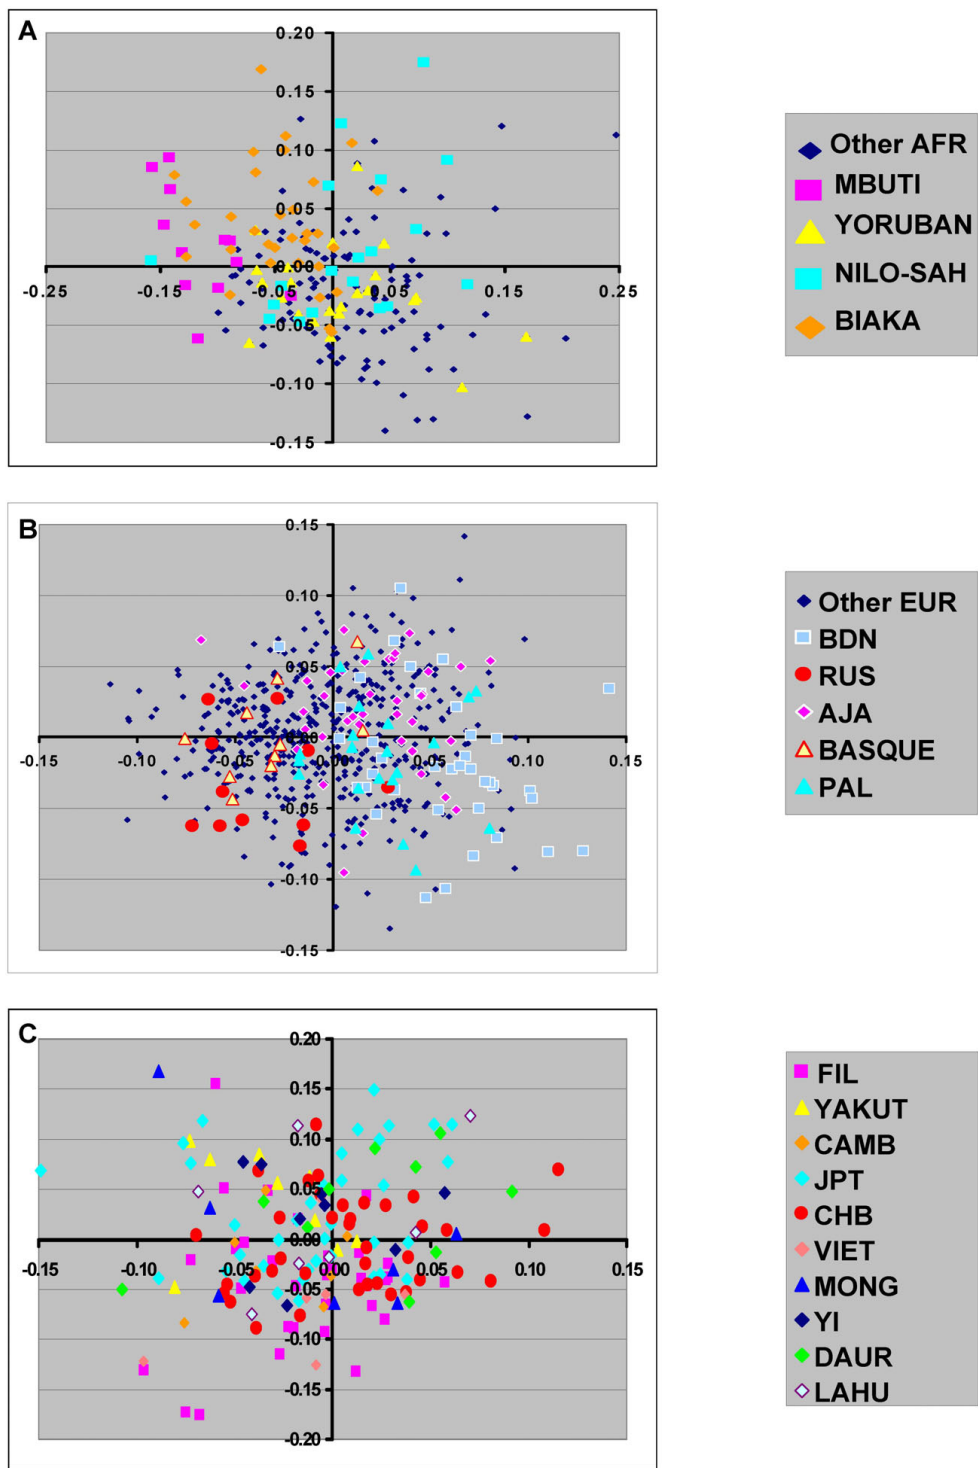 A
0.20
0.15
0.10
0.05
0.00
-0.25
-0.15
-0.05
0.05
0.15
0.25
-0.05
-0.10
-0.15
Other AFR
MBUTI
YORUBAN
NILO-SAH
BIAKA
B
0.15
0.10
0.05
0.00
-0.15
-0.10
-0.05
0.00
0.05
0.10
0.15
-0.05
-0.10
-0.15
Other EUR
BDN
RUS
AJA
BASQUE
PAL
C
0.20
0.15
0.10
0.05
0.00
-0.15
-0.10
-0.05
0.00
0.05
0.10
0.15
-0.05
-0.10
-0.15
-0.20
FIL
YAKUT
CAMB
JPT
CHB
VIET
MONG
YI
DAUR
LAHU